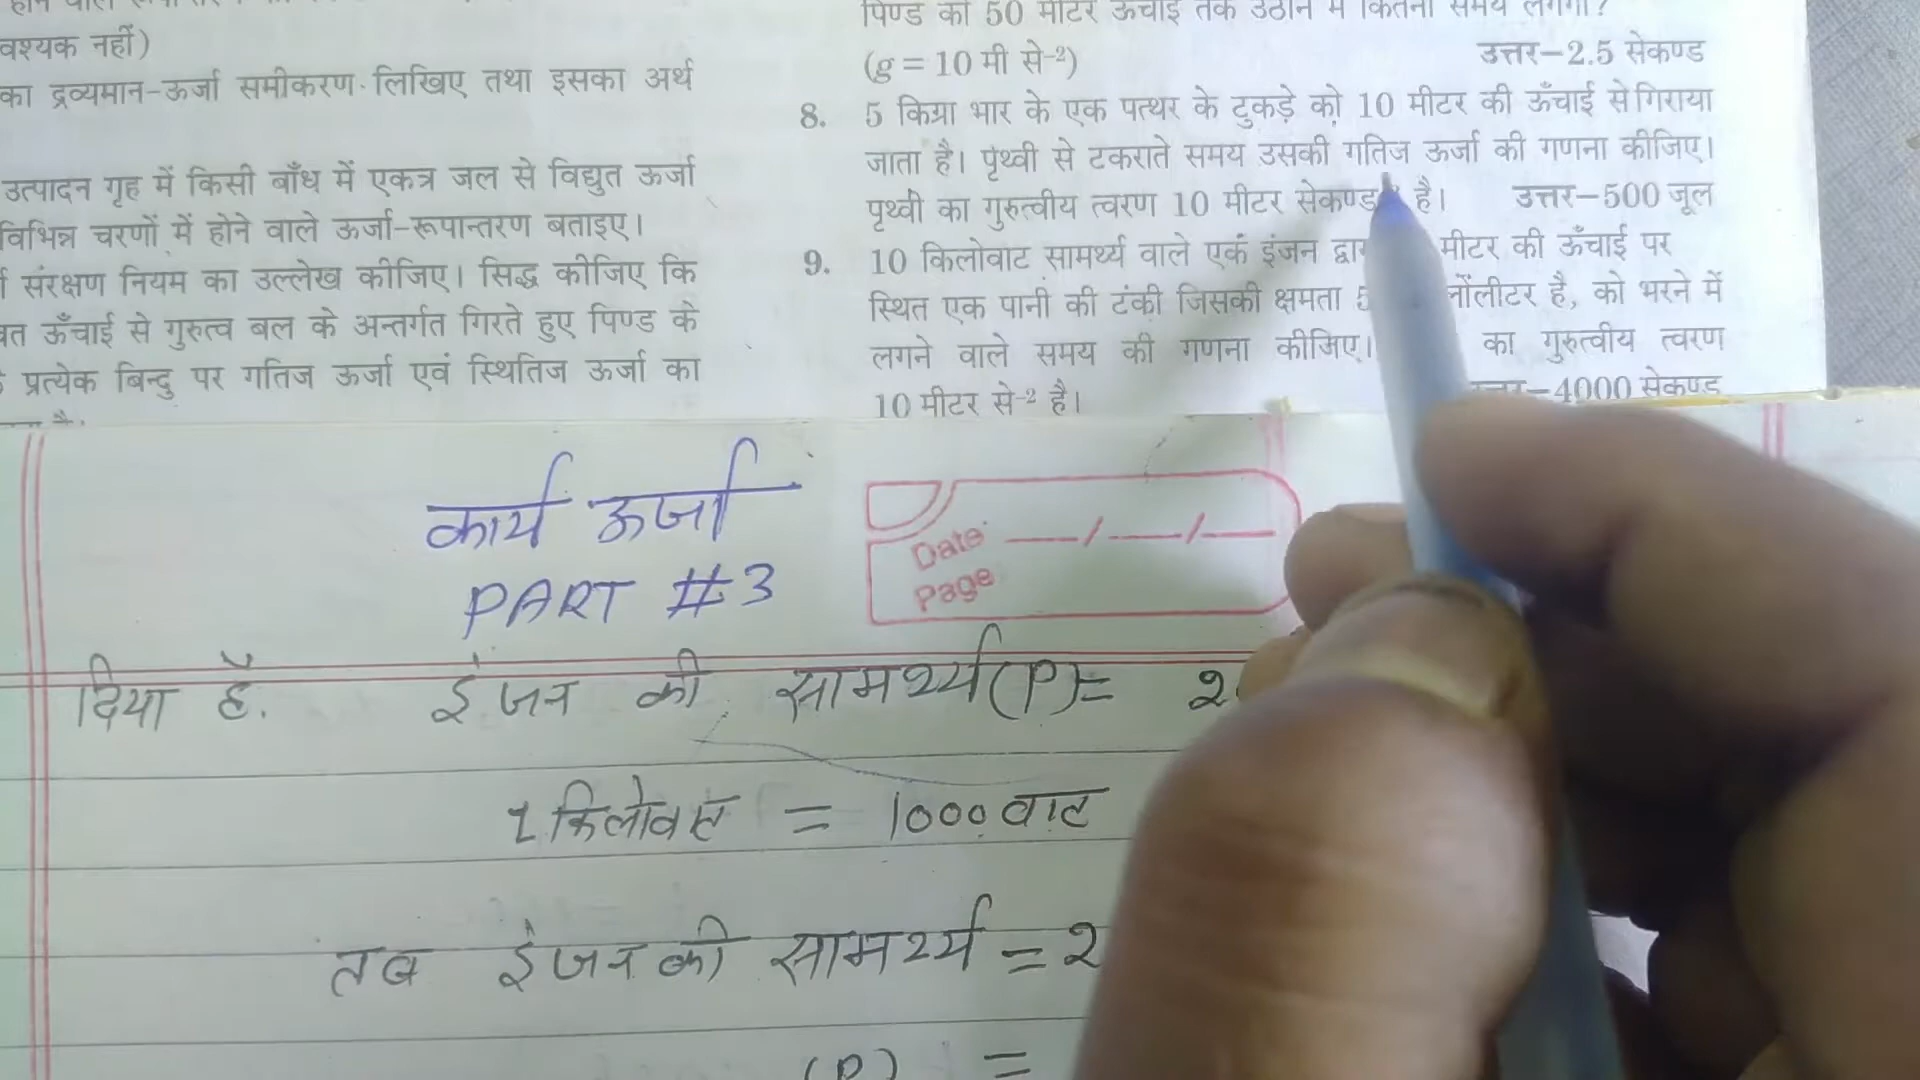 वश्यक नहीं)
का द्रव्यमान-ऊर्जा समीकरण लिखिए तथा इसका अर्थ
उत्पादन गृह में किसी बाँध में एकत्र जल से विद्युत ऊर्जा
विभिन्न चरणों में होने वाले ऊर्जा-रूपान्तरण बताइए।
संरक्षण नियम का उल्लेख कीजिए। सिद्ध कीजिए कि
ऊँचाई से गुरुत्व बल के अन्तर्गत गिरते हुए पिण्ड के
प्रत्येक बिन्दु पर गतिज ऊर्जा एवं स्थितिज ऊर्जा का
पिण्ड को 50 मीटर ऊंचाई तक उठाने में कितना समय लगेगा?
(g = 10 मी से-2) उत्तर–2.5 सेकण्ड
8. 5 किग्रा भार के एक पत्थर के टुकड़े को 10 मीटर की ऊँचाई से गिराया
जाता है। पृथ्वी से टकराते समय उसकी गतिज ऊर्जा की गणना कीजिए।
पृथ्वी का गुरुत्वीय त्वरण 10 मीटर सेकण्ड है। उत्तर–500 जूल
9. 10 किलोवाट सामर्थ्य वाले एक इंजन मीटर की ऊँचाई पर
स्थित एक पानी की टंकी जिसकी क्षमता है, को भरने में
लगने वाले समय की गणना कीजिए। का गुरुत्वीय त्वरण
10 मीटर से-2 है। –4000 सेकण्ड
कार्य ऊर्जा
PART #3
Date / /
Page
दिया है. इंजन की सामर्थ्य(P)=
1 किलोवाट = 1000 वाट
तब इंजन की सामर्थ्य = 2
(P) =